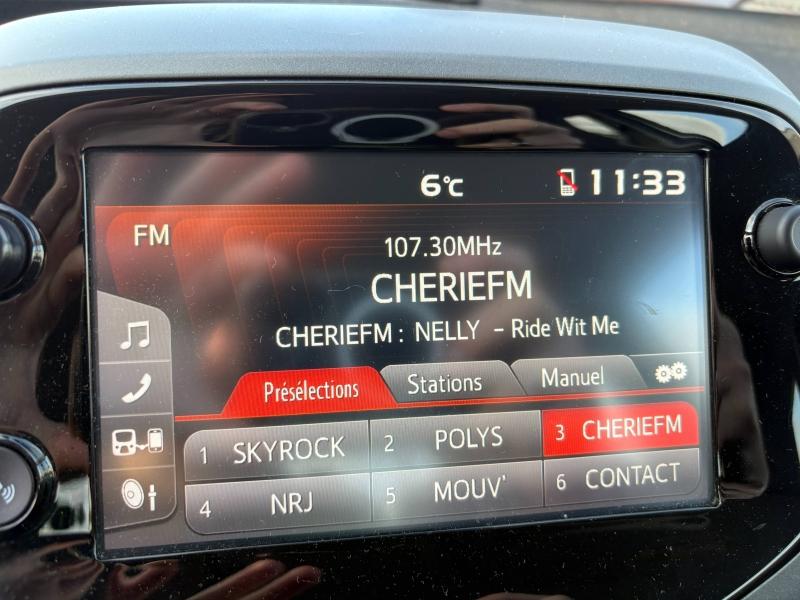 6°C 11:33
FM
107.30MHz
CHERIEFM
CHERIEFM : NELLY - Ride Wit Me
Présélections Stations Manuel
1 SKYROCK 2 POLYS 3 CHERIEFM
4 NRJ 5 MOUV' 6 CONTACT